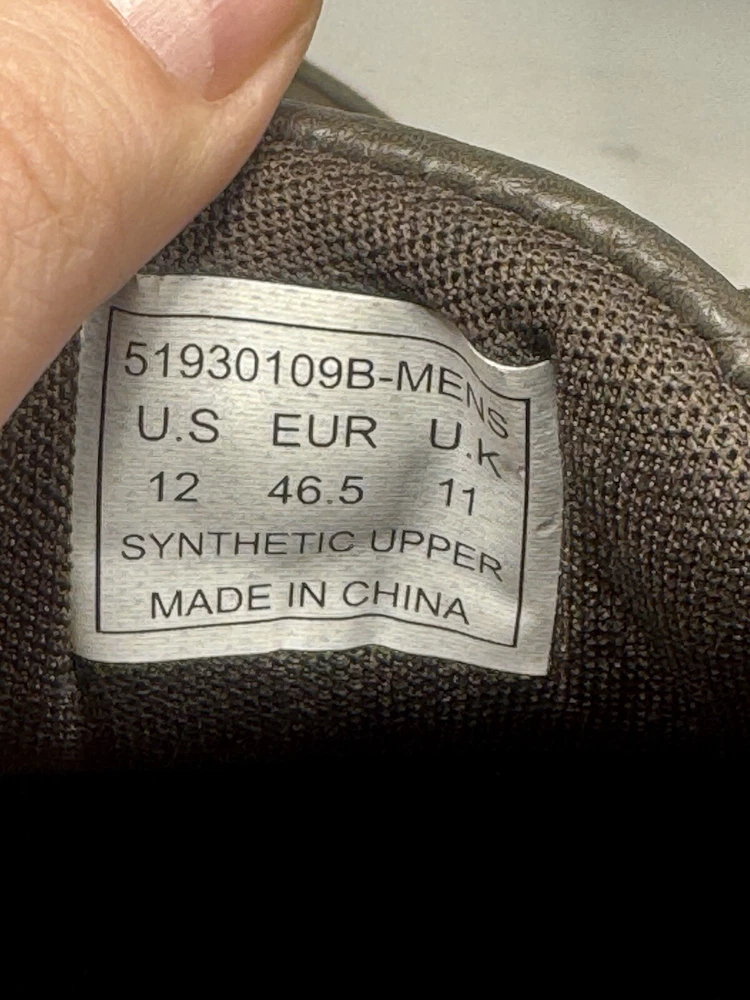 51930109B-MENS
U.S EUR U.K
12 46.5 11
SYNTHETIC UPPER
MADE IN CHINA